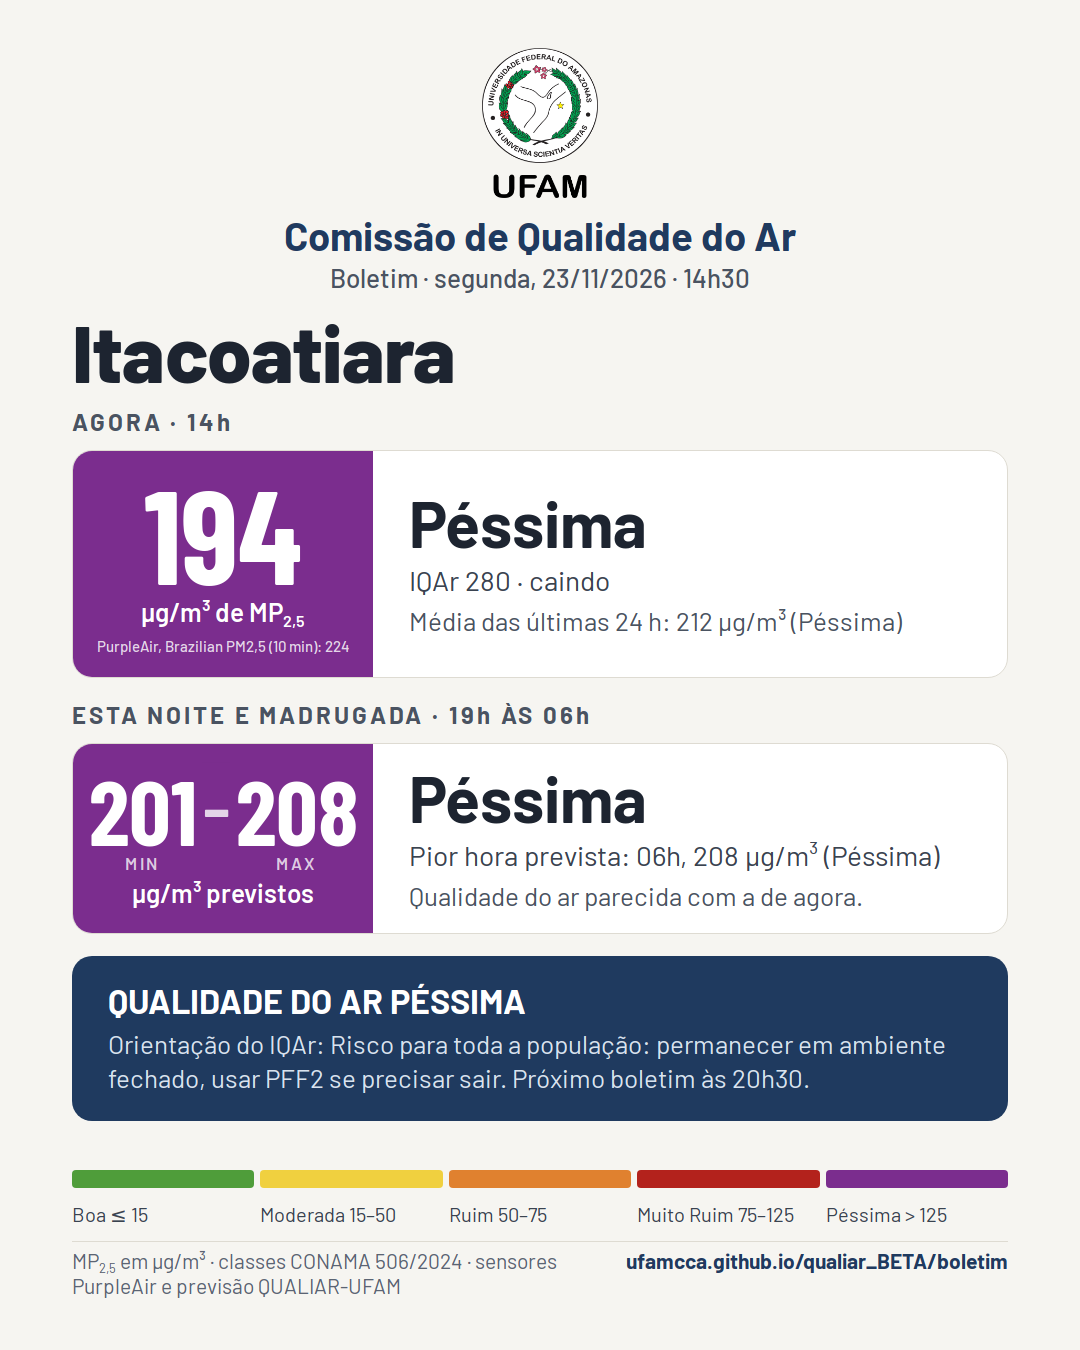 UNIVERSIDADE FEDERAL DO AMAZONAS
IN UNIVERSA SCIENTIA VERITAS
UFAM
Comissão de Qualidade do Ar
Boletim · segunda, 23/11/2026 · 14h30
Itacoatiara
AGORA · 14h
194
µg/m³ de MP2,5
PurpleAir, Brazilian PM2,5 (10 min): 224
Péssima
IQAr 280 · caindo
Média das últimas 24 h: 212 µg/m³ (Péssima)
ESTA NOITE E MADRUGADA · 19h ÀS 06h
201-208
MIN MAX
µg/m³ previstos
Péssima
Pior hora prevista: 06h, 208 µg/m³ (Péssima)
Qualidade do ar parecida com a de agora.
QUALIDADE DO AR PÉSSIMA
Orientação do IQAr: Risco para toda a população: permanecer em ambiente
fechado, usar PFF2 se precisar sair. Próximo boletim às 20h30.
Boa ≤ 15
Moderada 15–50
Ruim 50–75
Muito Ruim 75–125
Péssima > 125
MP2,5 em µg/m³ · classes CONAMA 506/2024 · sensores
PurpleAir e previsão QUALIAR-UFAM
ufamcca.github.io/qualiar_BETA/boletim